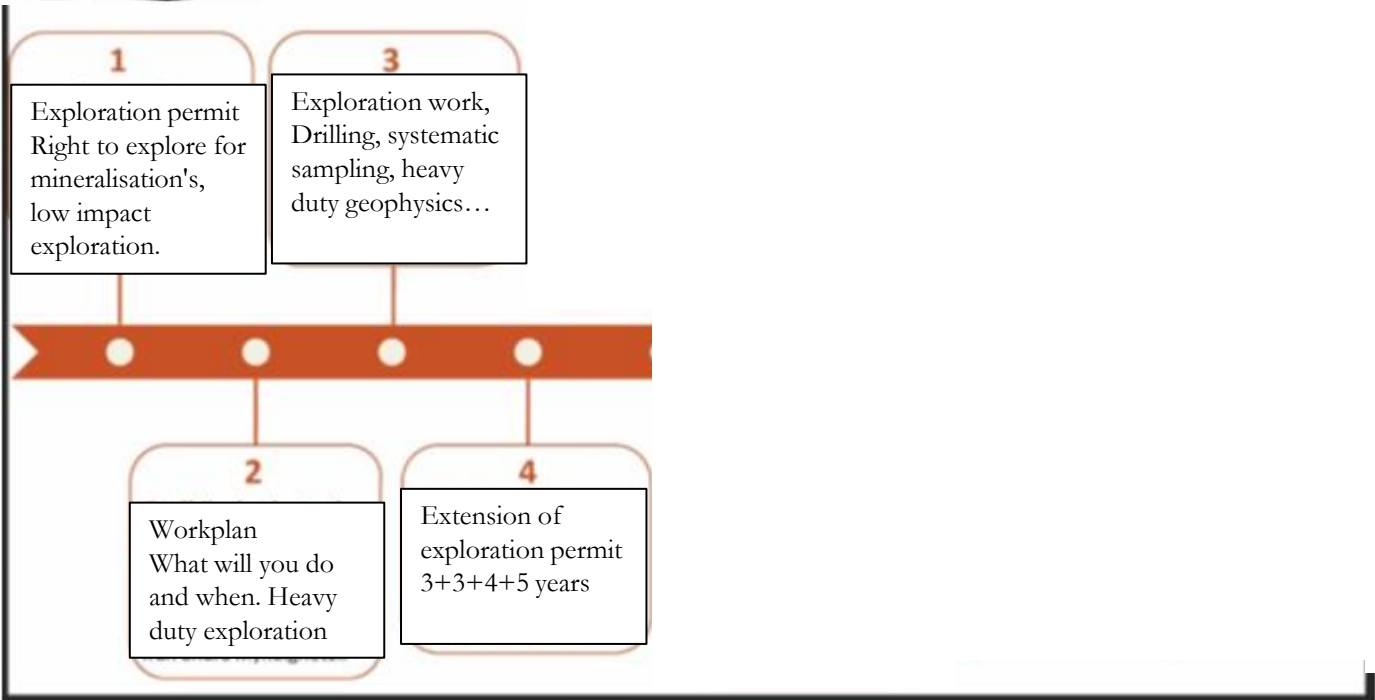 1
Exploration permit
Right to explore for
mineralisation's,
low impact
exploration.
3
Exploration work,
Drilling, systematic
sampling, heavy
duty geophysics…
2
Workplan
What will you do
and when. Heavy
duty exploration
4
Extension of
exploration permit
3+3+4+5 years